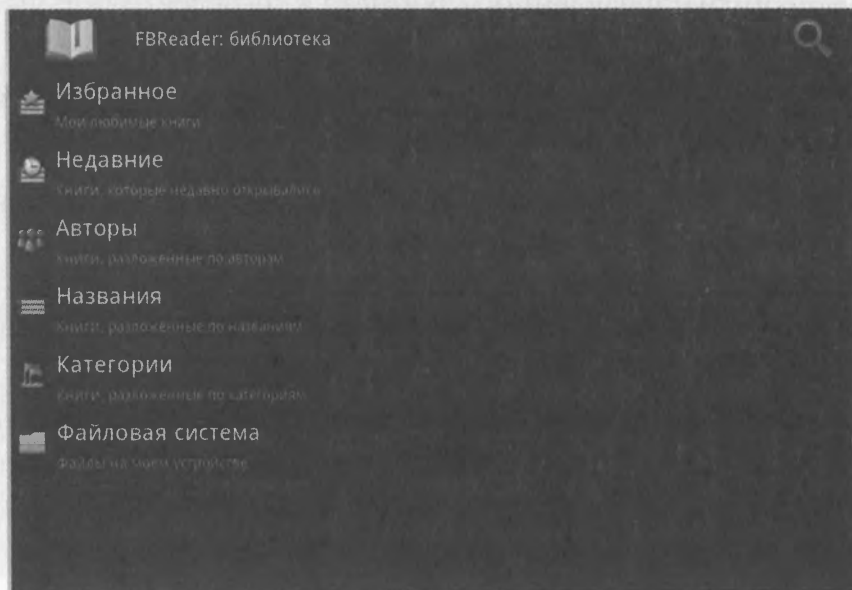 FBReader: библиотека
Избранное
Мои любимые книги
Недавние
Книги, которые недавно открывались
Авторы
Книги, разложенные по авторам
Названия
Книги, разложенные по названиям
Категории
Книги, разложенные по категориям
Файловая система
Файлы на моём устройстве